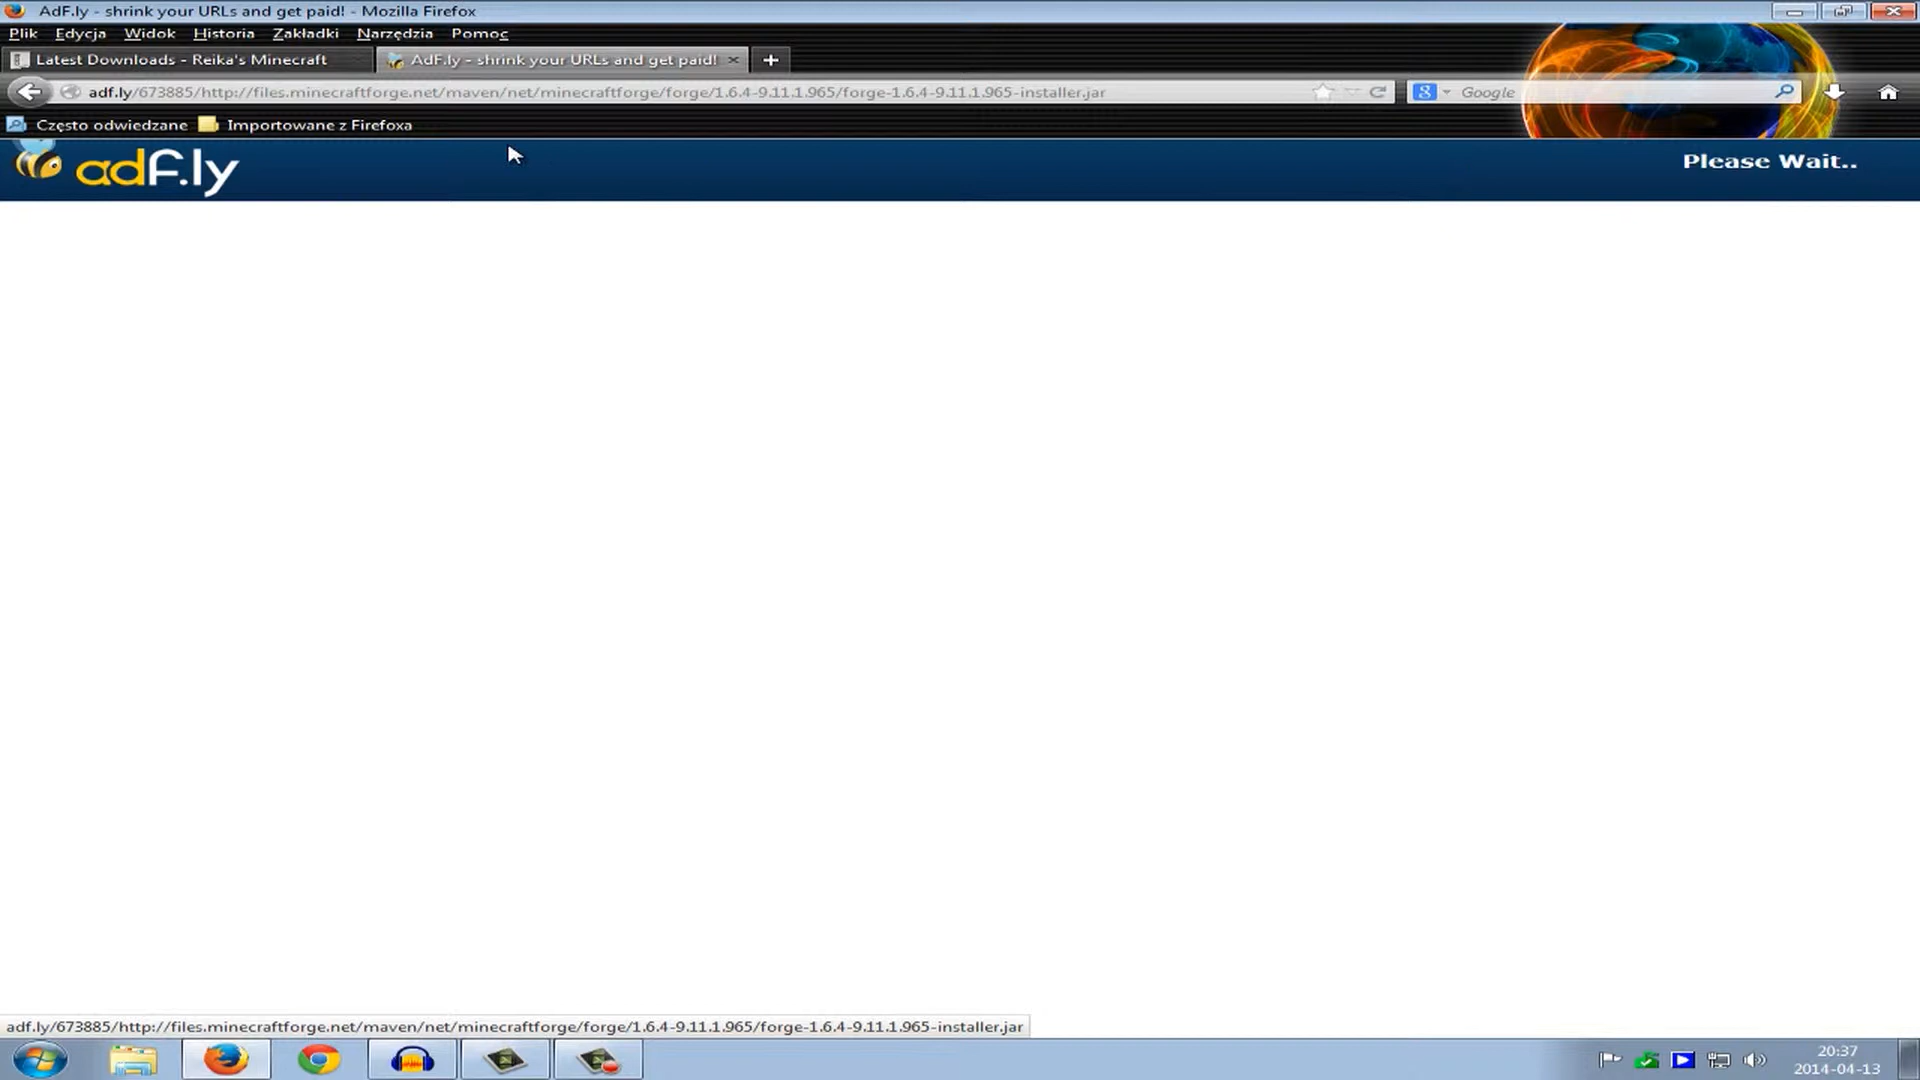 AdF.ly - shrink your URLs and get paid! - Mozilla Firefox
Plik Edycja Widok Historia Zakładki Narzędzia Pomoc
Latest Downloads - Reika's Minecraft
AdF.ly - shrink your URLs and get paid!
adf.ly/673885/http://files.minecraftforge.net/maven/net/minecraftforge/forge/1.6.4-9.11.1.965/forge-1.6.4-9.11.1.965-installer.jar
Google
Często odwiedzane Importowane z Firefoxa
adf.ly
Please Wait..
adf.ly/673885/http://files.minecraftforge.net/maven/net/minecraftforge/forge/1.6.4-9.11.1.965/forge-1.6.4-9.11.1.965-installer.jar
20:37
2014-04-13